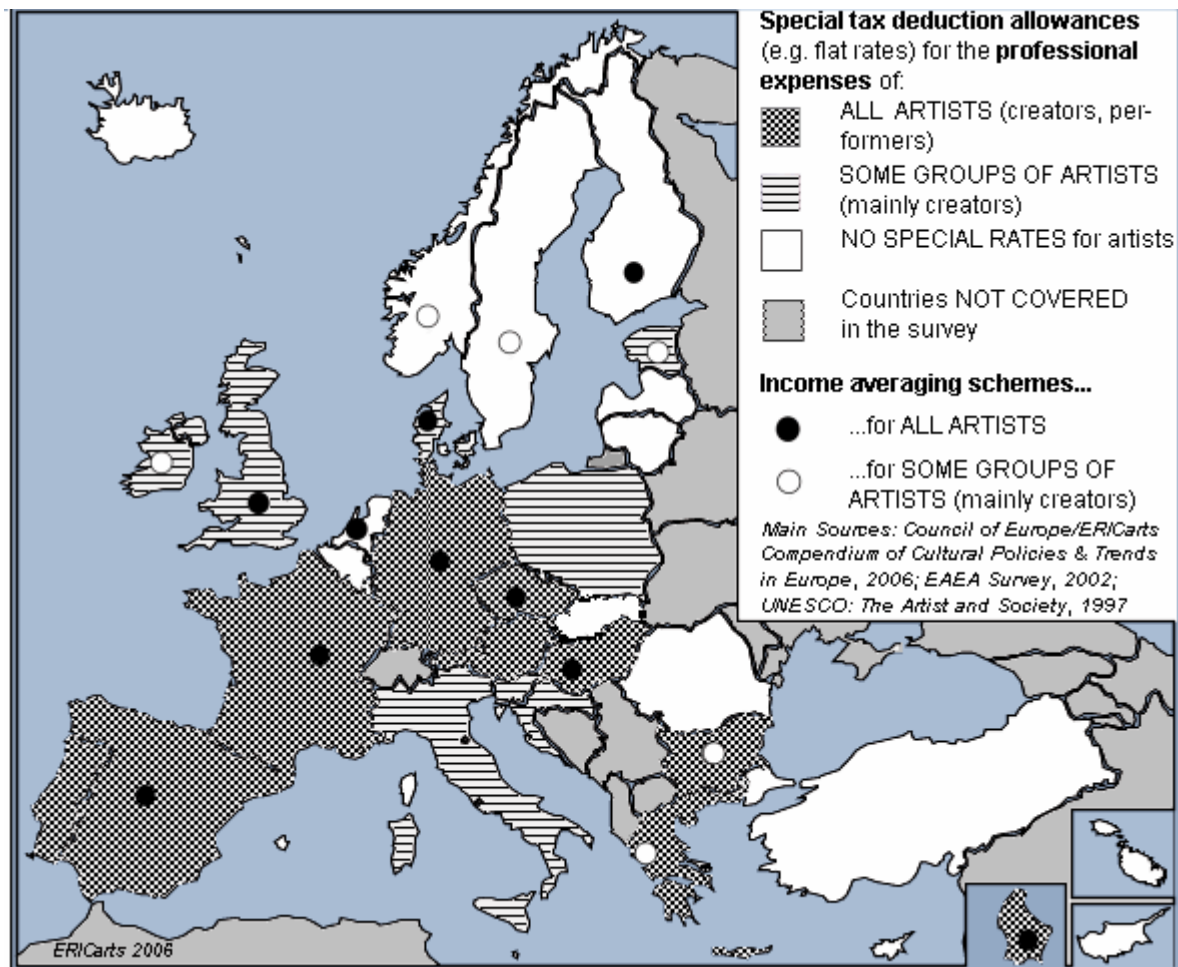 Special tax deduction allowances
(e.g. flat rates) for the professional
expenses of:
ALL ARTISTS (creators, per-
formers)
SOME GROUPS OF ARTISTS
(mainly creators)
NO SPECIAL RATES for artists
Countries NOT COVERED
in the survey
Income averaging schemes...
...for ALL ARTISTS
...for SOME GROUPS OF
ARTISTS (mainly creators)
Main Sources: Council of Europe/ERICarts
Compendium of Cultural Policies & Trends
in Europe, 2006; EAEA Survey, 2002;
UNESCO: The Artist and Society, 1997
ERICarts 2006